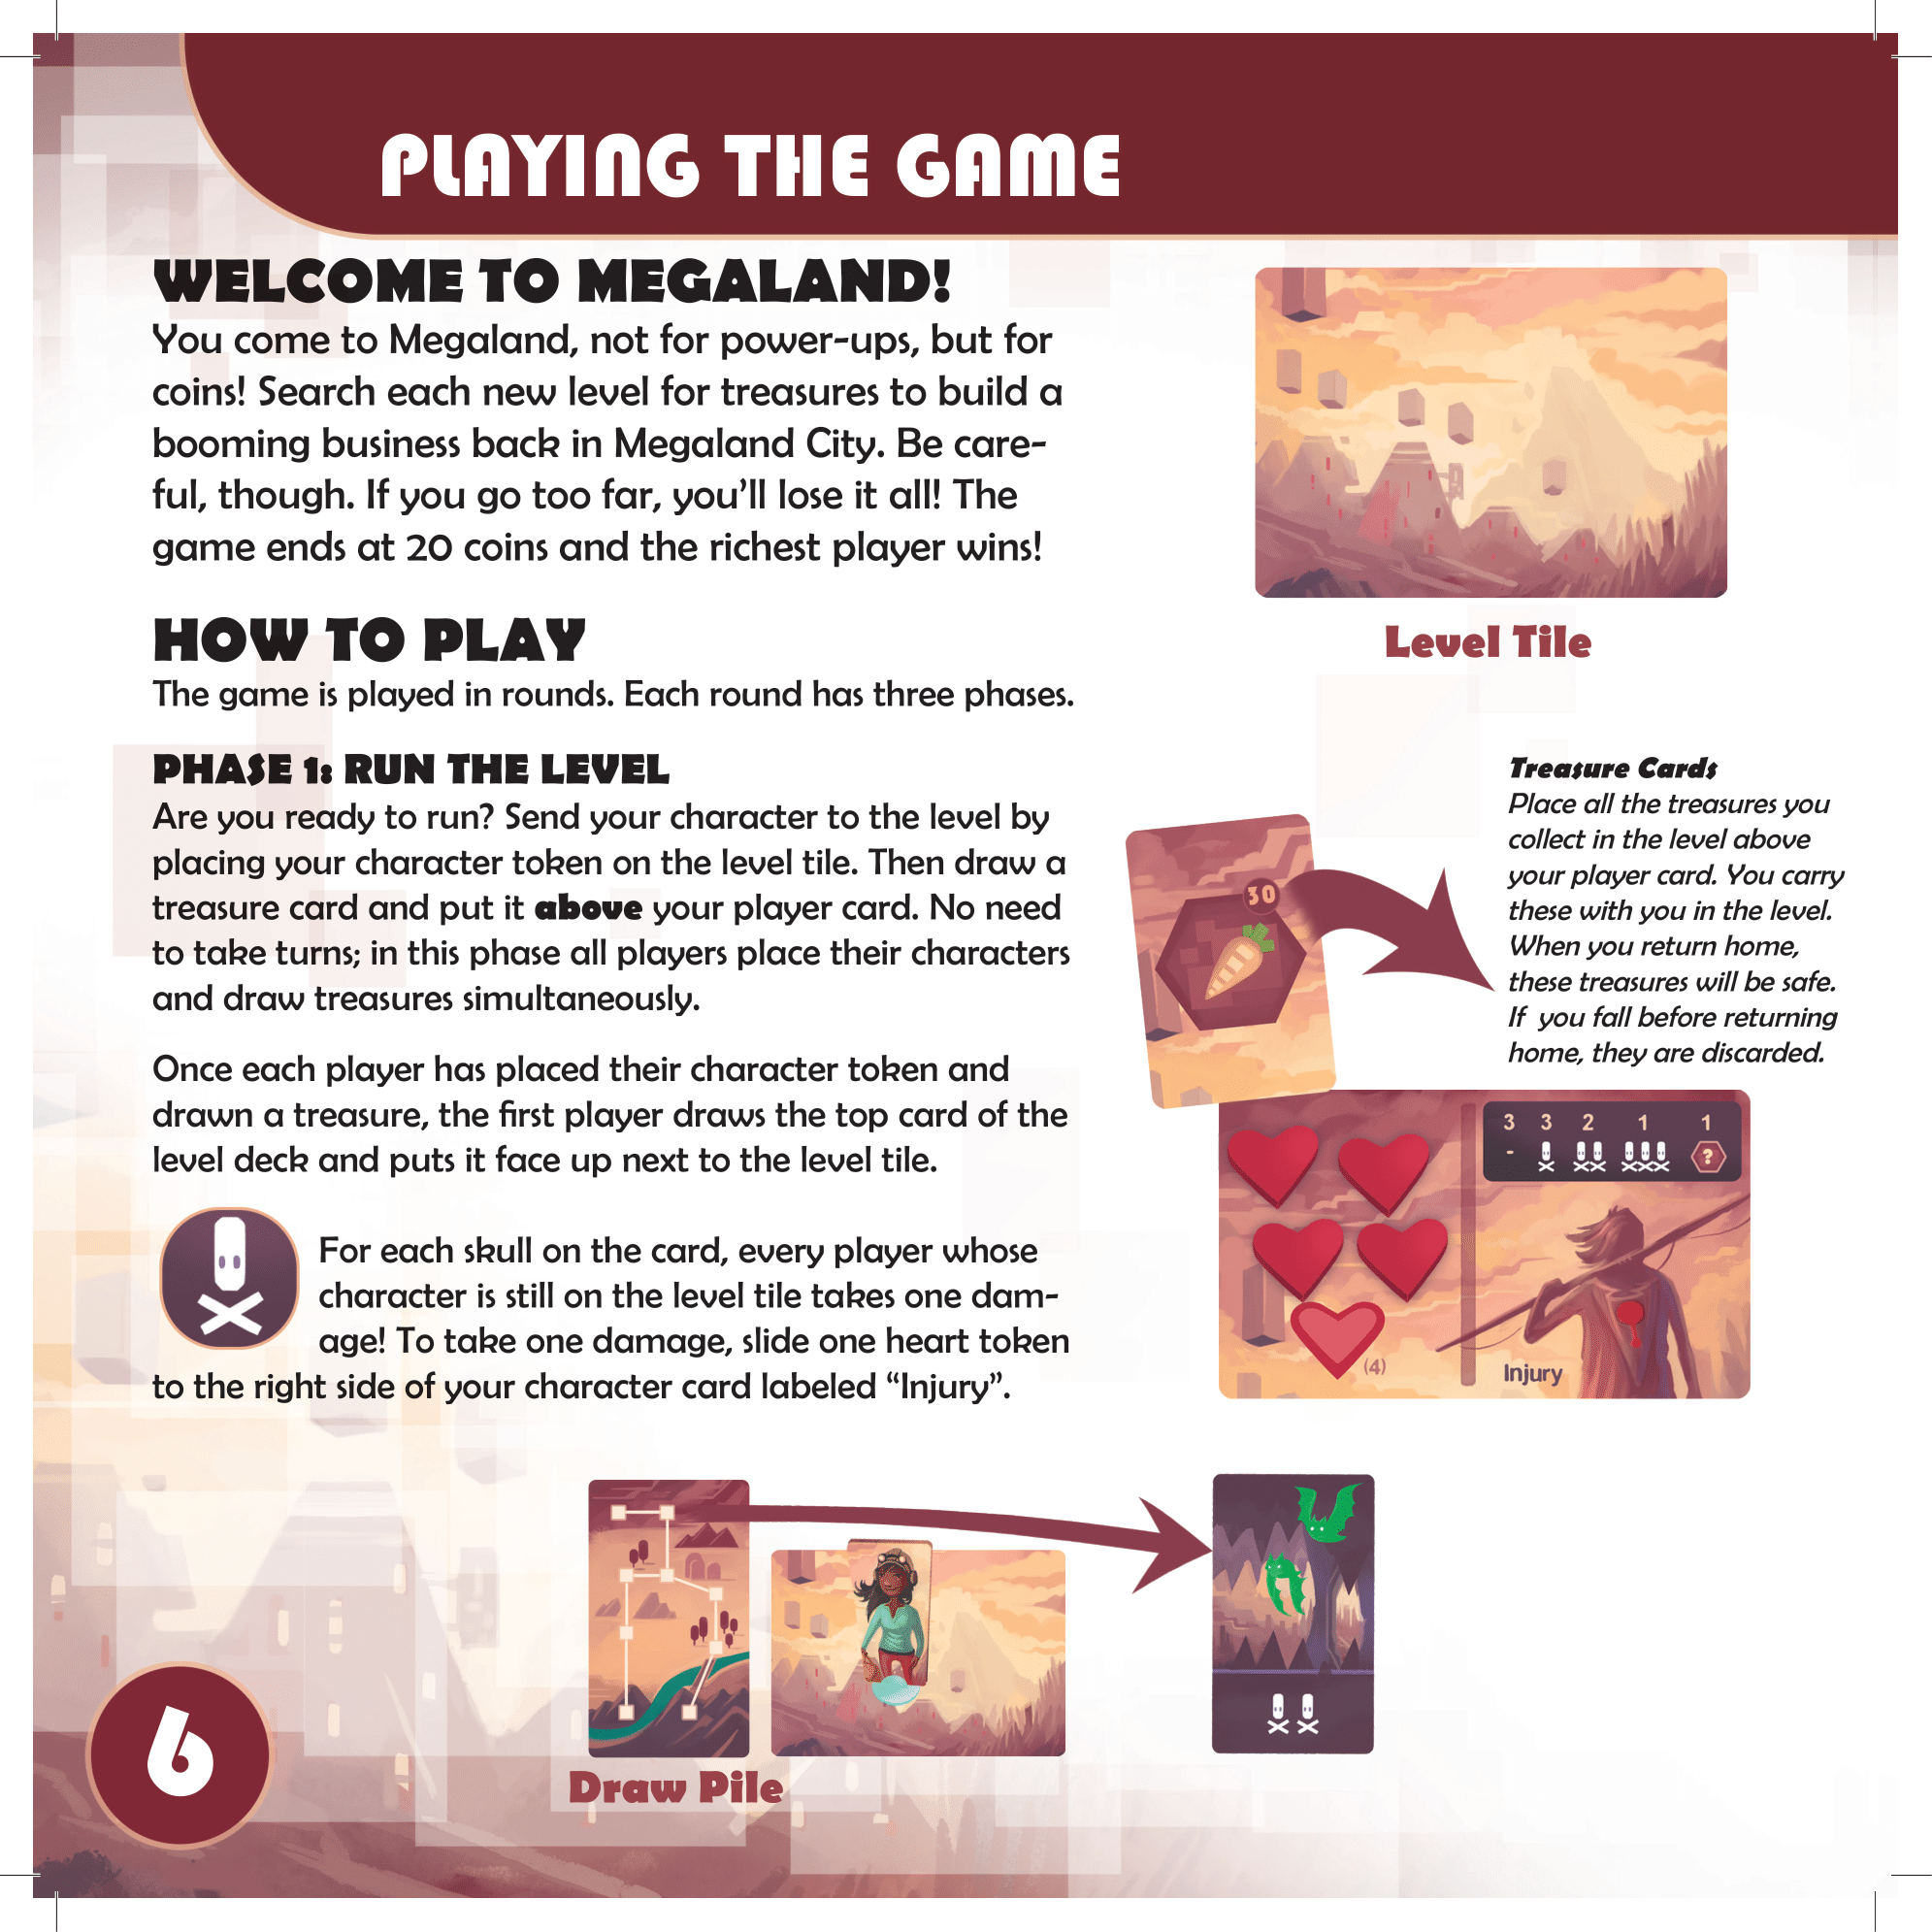 PLAYING THE GAME
WELCOME TO MEGALAND!
You come to Megaland, not for power-ups, but for
coins! Search each new level for treasures to build a
booming business back in Megaland City. Be care-
ful, though. If you go too far, you'll lose it all! The
game ends at 20 coins and the richest player wins!
Level Tile
HOW TO PLAY
The game is played in rounds. Each round has three phases.
PHASE 1: RUN THE LEVEL
Are you ready to run? Send your character to the level by
placing your character token on the level tile. Then draw a
treasure card and put it above your player card. No need
to take turns; in this phase all players place their characters
and draw treasures simultaneously.
Once each player has placed their character token and
drawn a treasure, the first player draws the top card of the
level deck and puts it face up next to the level tile.
For each skull on the card, every player whose
character is still on the level tile takes one dam-
age! To take one damage, slide one heart token
to the right side of your character card labeled “Injury”.
30
Treasure Cards
Place all the treasures you
collect in the level above
your player card. You carry
these with you in the level.
When you return home,
these treasures will be safe.
If  you fall before returning
home, they are discarded.
3 3 2 1 1
- ?
(4)
Injury
Draw Pile
6